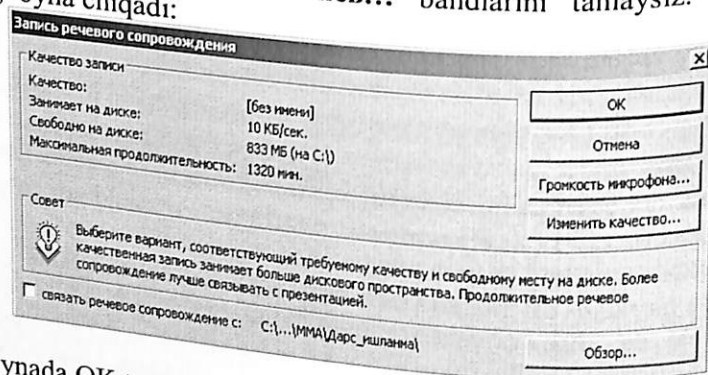 oyna chiqadi:
bandlarini tanlaysiz.
Запись речевого сопровождения
Качество записи
Качество: [без имени]
Занимает на диске: 10 КБ/сек.
Свободно на диске: 833 МБ (на C:\)
Максимальная продолжительность: 1320 мин.
OK
Отмена
Громкость микрофона...
Изменить качество...
Совет
Выберите вариант, соответствующий требуемому качеству и свободному месту на диске. Более
качественная запись занимает больше дискового пространства. Продолжительное речевое
сопровождение лучше связывать с презентацией.
связать речевое сопровождение с: C:\...\MMA\Дарс_ишланма\
Обзор...
OK